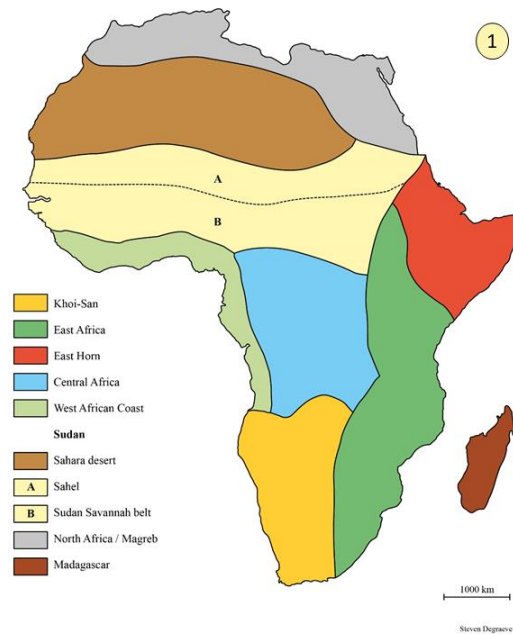 1
A
B
Khoi-San
East Africa
East Horn
Central Africa
West African Coast
Sudan
Sahara desert
A Sahel
B Sudan Savannah belt
North Africa / Magreb
Madagascar
1000 km
Steven Degraeve